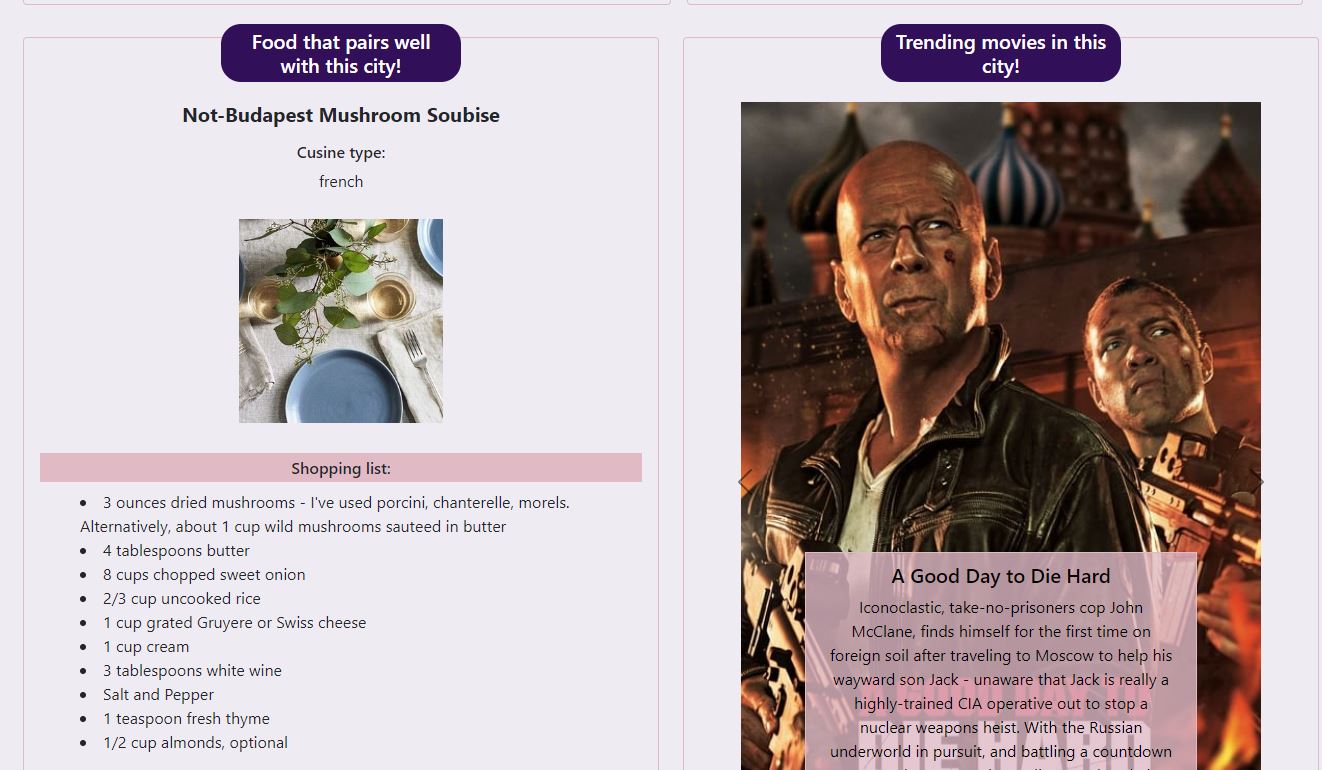 Food that pairs well
with this city!
Not-Budapest Mushroom Soubise
Cusine type:
french
Shopping list:
• 3 ounces dried mushrooms - I've used porcini, chanterelle, morels.
Alternatively, about 1 cup wild mushrooms sauteed in butter
• 4 tablespoons butter
• 8 cups chopped sweet onion
• 2/3 cup uncooked rice
• 1 cup grated Gruyere or Swiss cheese
• 1 cup cream
• 3 tablespoons white wine
• Salt and Pepper
• 1 teaspoon fresh thyme
• 1/2 cup almonds, optional
Trending movies in this
city!
A Good Day to Die Hard
Iconoclastic, take-no-prisoners cop John
McClane, finds himself for the first time on
foreign soil after traveling to Moscow to help his
wayward son Jack - unaware that Jack is really a
highly-trained CIA operative out to stop a
nuclear weapons heist. With the Russian
underworld in pursuit, and battling a countdown
A GOOD DAY TO
DIE HARD